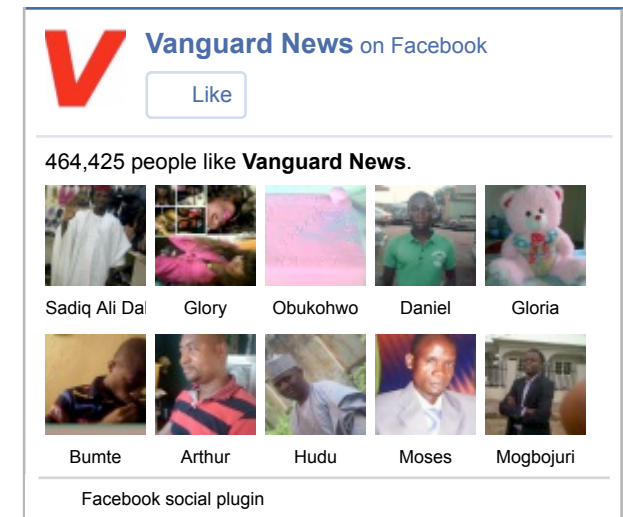 Vanguard News on Facebook
Like
464,425 people like Vanguard News.
Sadiq Ali Dal Glory Obukohwo Daniel Gloria
Bumte Arthur Hudu Moses Mogbojuri
Facebook social plugin